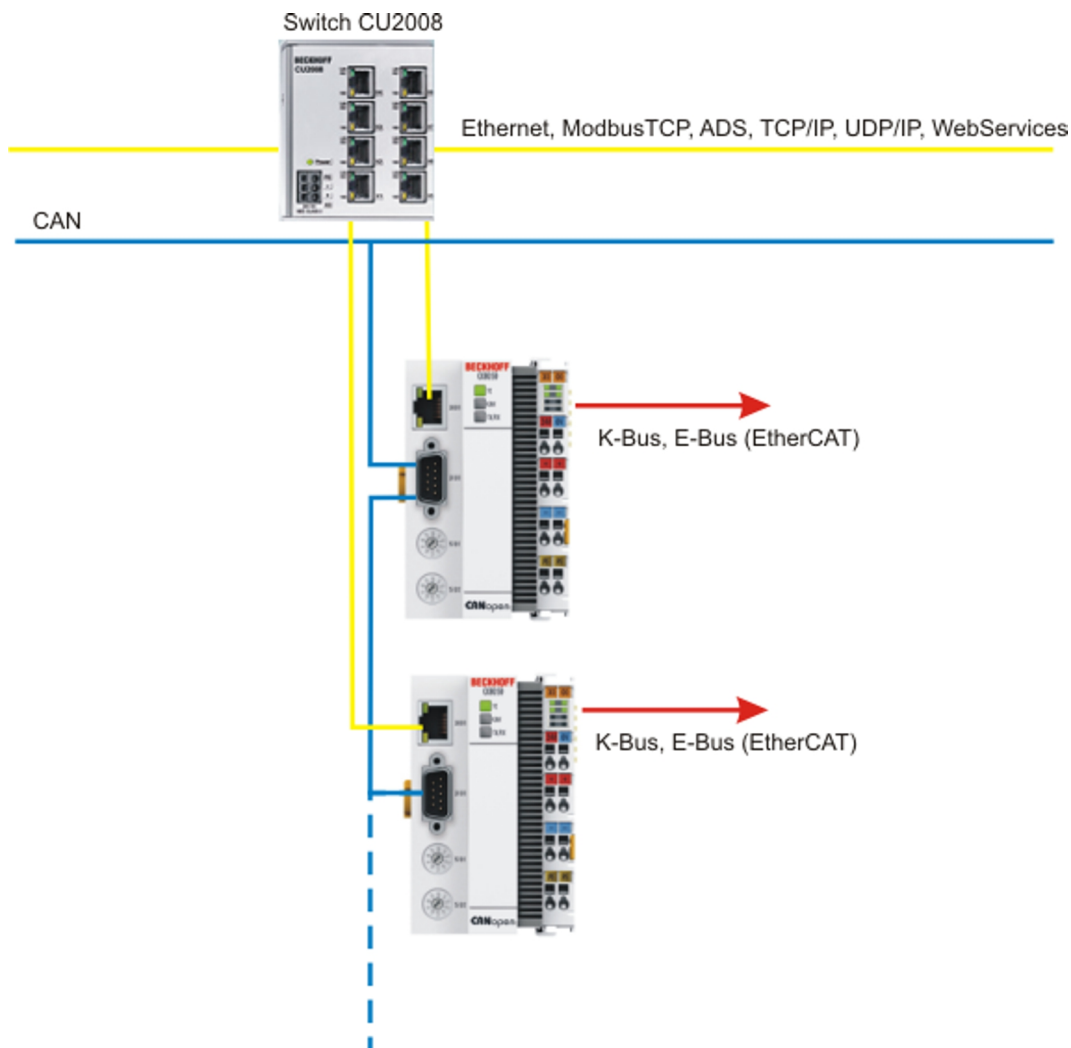 Switch CU2008
BECKHOFF
CU2008
Ethernet, ModbusTCP, ADS, TCP/IP, UDP/IP, WebServices
CAN
BECKHOFF
K-Bus, E-Bus (EtherCAT)
CANopen
BECKHOFF
K-Bus, E-Bus (EtherCAT)
CANopen